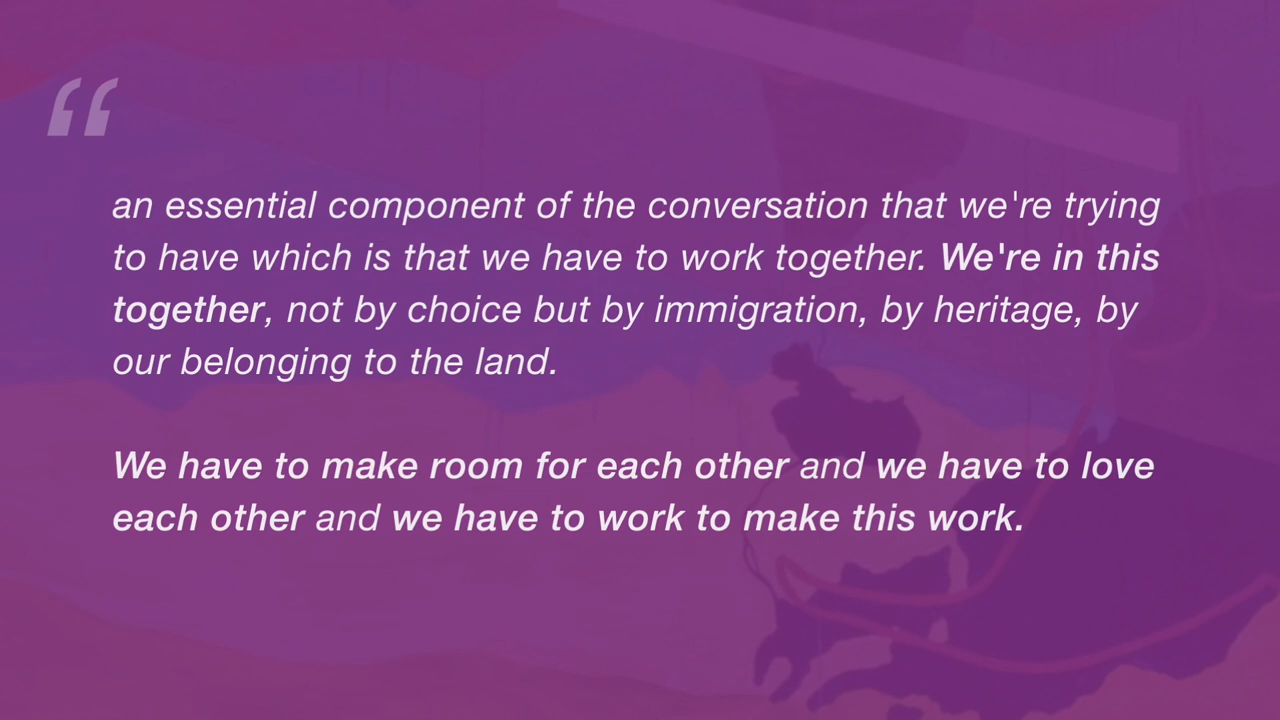 “
an essential component of the conversation that we're trying
to have which is that we have to work together. We're in this
together, not by choice but by immigration, by heritage, by
our belonging to the land.
We have to make room for each other and we have to love
each other and we have to work to make this work.